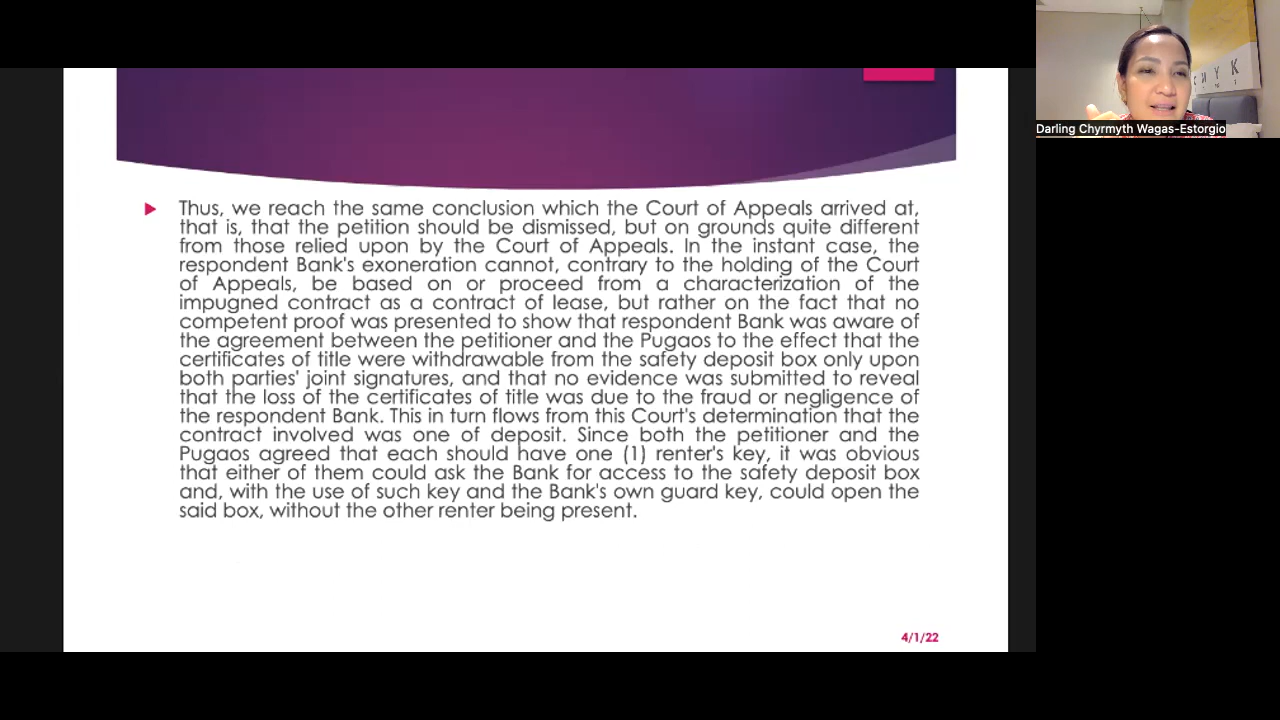 Thus, we reach the same conclusion which the Court of Appeals arrived at,
that is, that the petition should be dismissed, but on grounds quite different
from those relied upon by the Court of Appeals. In the instant case, the
respondent Bank's exoneration cannot, contrary to the holding of the Court
of Appeals, be based on or proceed from a characterization of the
impugned contract as a contract of lease, but rather on the fact that no
competent proof was presented to show that respondent Bank was aware of
the agreement between the petitioner and the Pugaos to the effect that the
certificates of title were withdrawable from the safety deposit box only upon
both parties' joint signatures, and that no evidence was submitted to reveal
that the loss of the certificates of title was due to the fraud or negligence of
the respondent Bank. This in turn flows from this Court's determination that the
contract involved was one of deposit. Since both the petitioner and the
Pugaos agreed that each should have one (1) renter's key, it was obvious
that either of them could ask the Bank for access to the safety deposit box
and, with the use of such key and the Bank's own guard key, could open the
said box, without the other renter being present.
4/1/22
Darling Chyrmyth Wagas-Estorgio